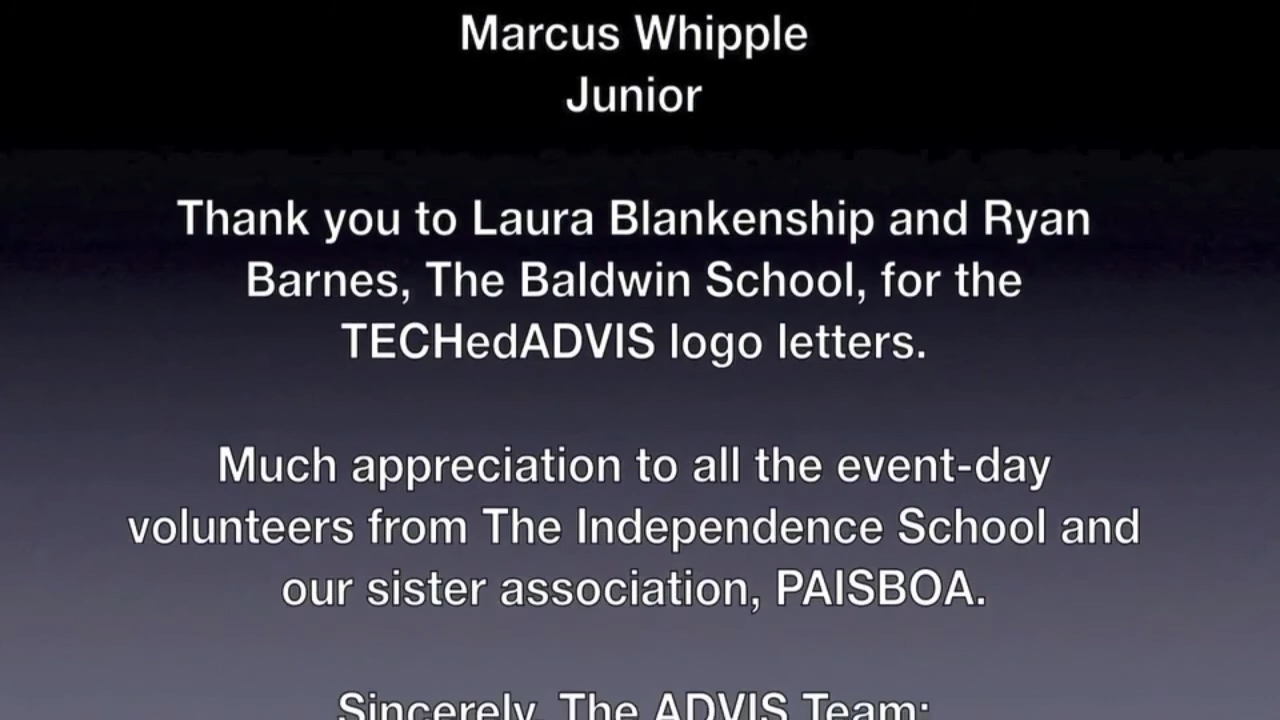 Marcus Whipple
Junior
Thank you to Laura Blankenship and Ryan
Barnes, The Baldwin School, for the
TECHedADVIS logo letters.
Much appreciation to all the event-day
volunteers from The Independence School and
our sister association, PAISBOA.
Sincerely, The ADVIS Team: